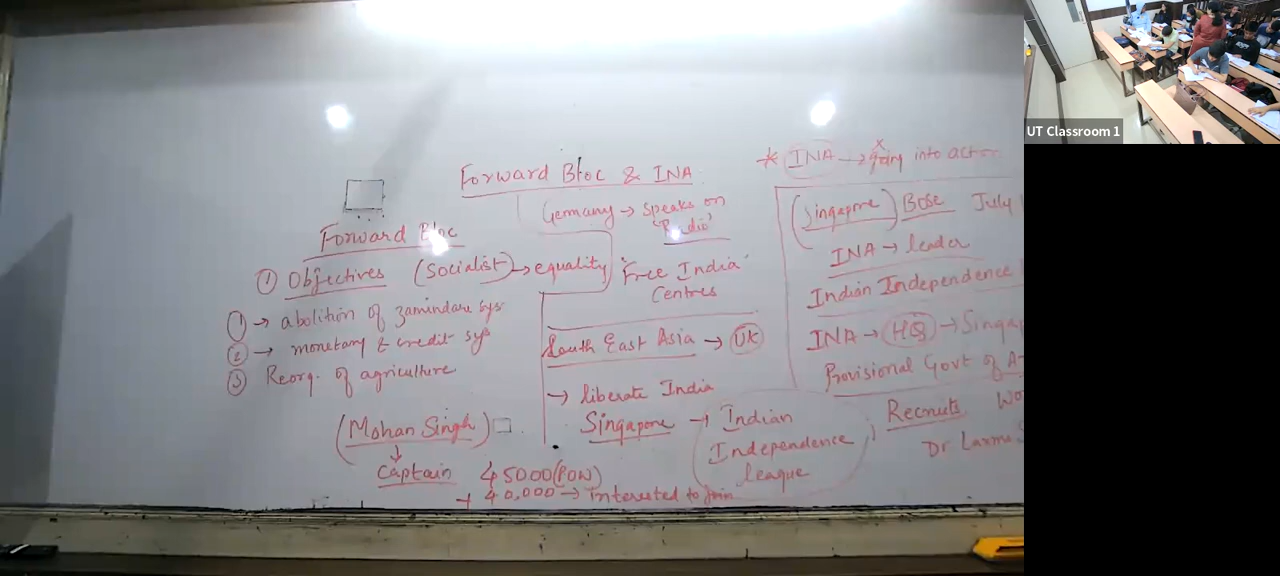 Forward Bloc & INA
Forward Bloc
① Objectives (Socialist) → equality
① → abolition of zamindari sys
② → monetary & credit sys
③ Reorg. of agriculture
(Mohan Singh)
↓
Captain 45000 (POW)
→ 40,000 → interested to join
Germany → speaks on
'Radio'
'Free India'
Centres
South East Asia → UK
→ liberate India
Singapore → Indian
Independence
league
* INA → going into action
x
(Singapore) Bose July
INA → leader
Indian Independence
INA → HQ → Singap
Provisional Govt of
Recruits Wo
Dr Laxmi S
UT Classroom 1